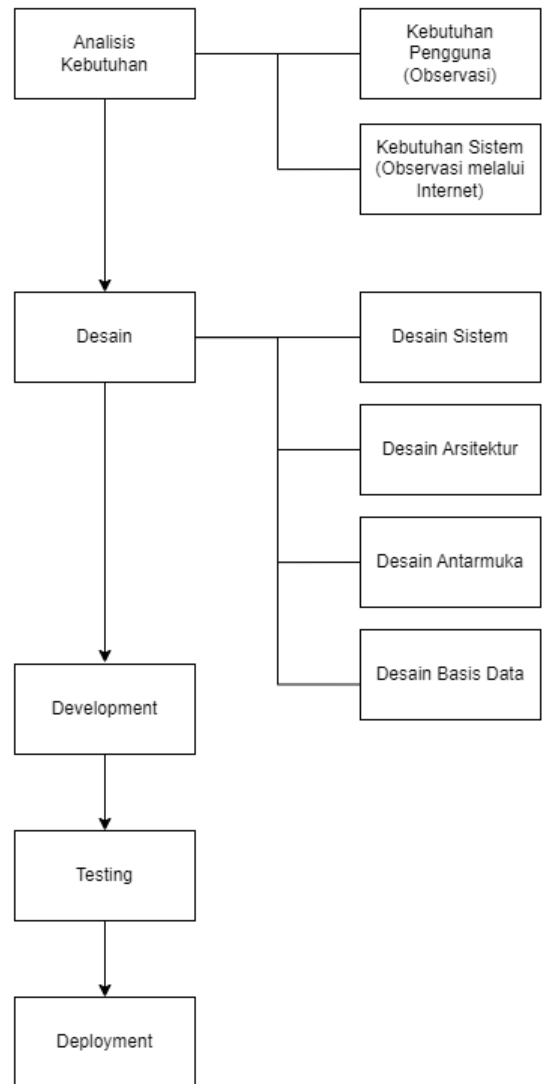 Analisis
Kebutuhan
Kebutuhan
Pengguna
(Observasi)
Kebutuhan Sistem
(Observasi melalui
Internet)
Desain
Desain Sistem
Desain Arsitektur
Desain Antarmuka
Desain Basis Data
Development
Testing
Deployment